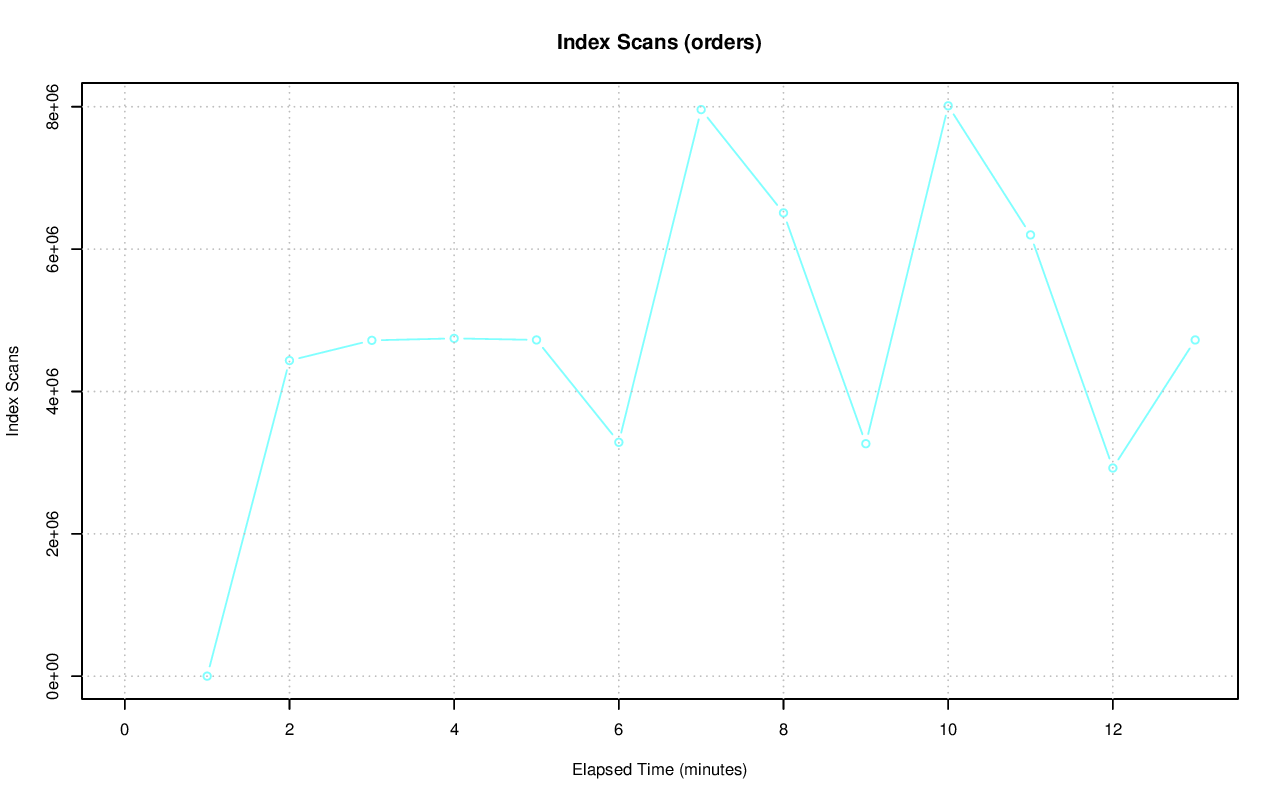 Index Scans (orders)
8e+06
6e+06
4e+06
2e+06
0e+00
Index Scans
0 2 4 6 8 10 12
Elapsed Time (minutes)